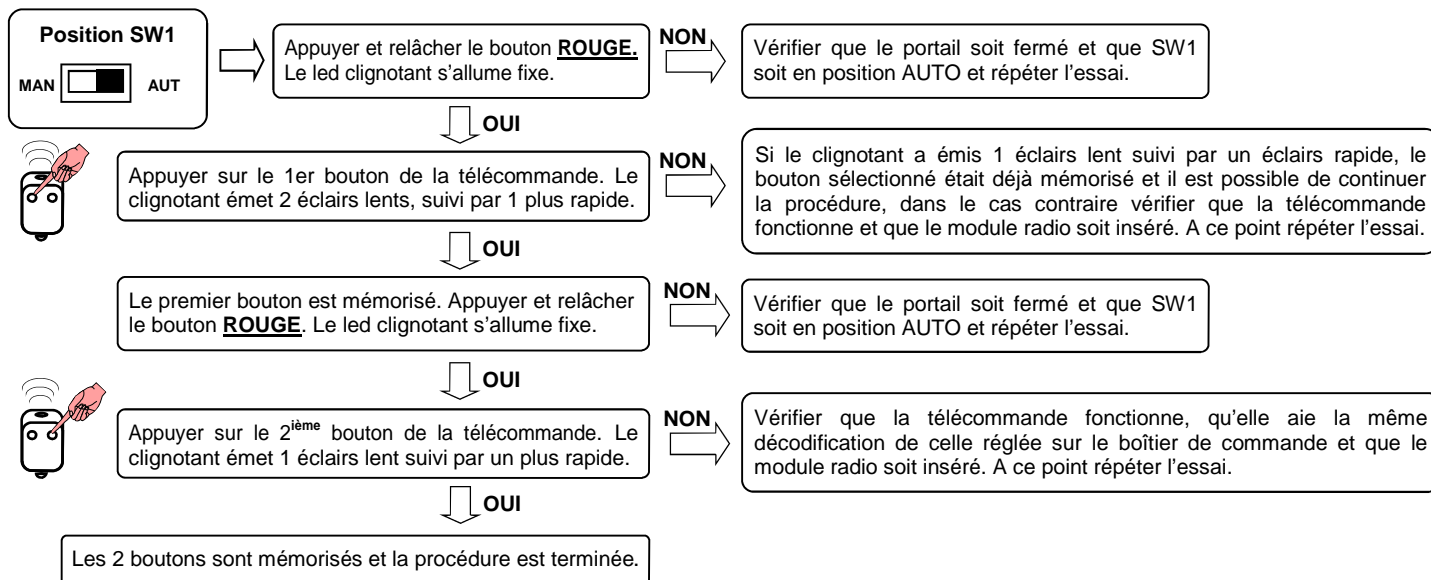 Position SW1
MAN AUT
Appuyer et relâcher le bouton ROUGE.
Le led clignotant s'allume fixe.
NON
Vérifier que le portail soit fermé et que SW1
soit en position AUTO et répéter l'essai.
OUI
Appuyer sur le 1er bouton de la télécommande. Le
clignotant émet 2 éclairs lents, suivi par 1 plus rapide.
NON
Si le clignotant a émis 1 éclairs lent suivi par un éclairs rapide, le
bouton sélectionné était déjà mémorisé et il est possible de continuer
la procédure, dans le cas contraire vérifier que la télécommande
fonctionne et que le module radio soit inséré. A ce point répéter l'essai.
OUI
Le premier bouton est mémorisé. Appuyer et relâcher
le bouton ROUGE. Le led clignotant s'allume fixe.
NON
Vérifier que le portail soit fermé et que SW1
soit en position AUTO et répéter l'essai.
OUI
Appuyer sur le 2ième bouton de la télécommande. Le
clignotant émet 1 éclairs lent suivi par un plus rapide.
NON
Vérifier que la télécommande fonctionne, qu'elle aie la même
décodification de celle réglée sur le boîtier de commande et que le
module radio soit inséré. A ce point répéter l'essai.
OUI
Les 2 boutons sont mémorisés et la procédure est terminée.